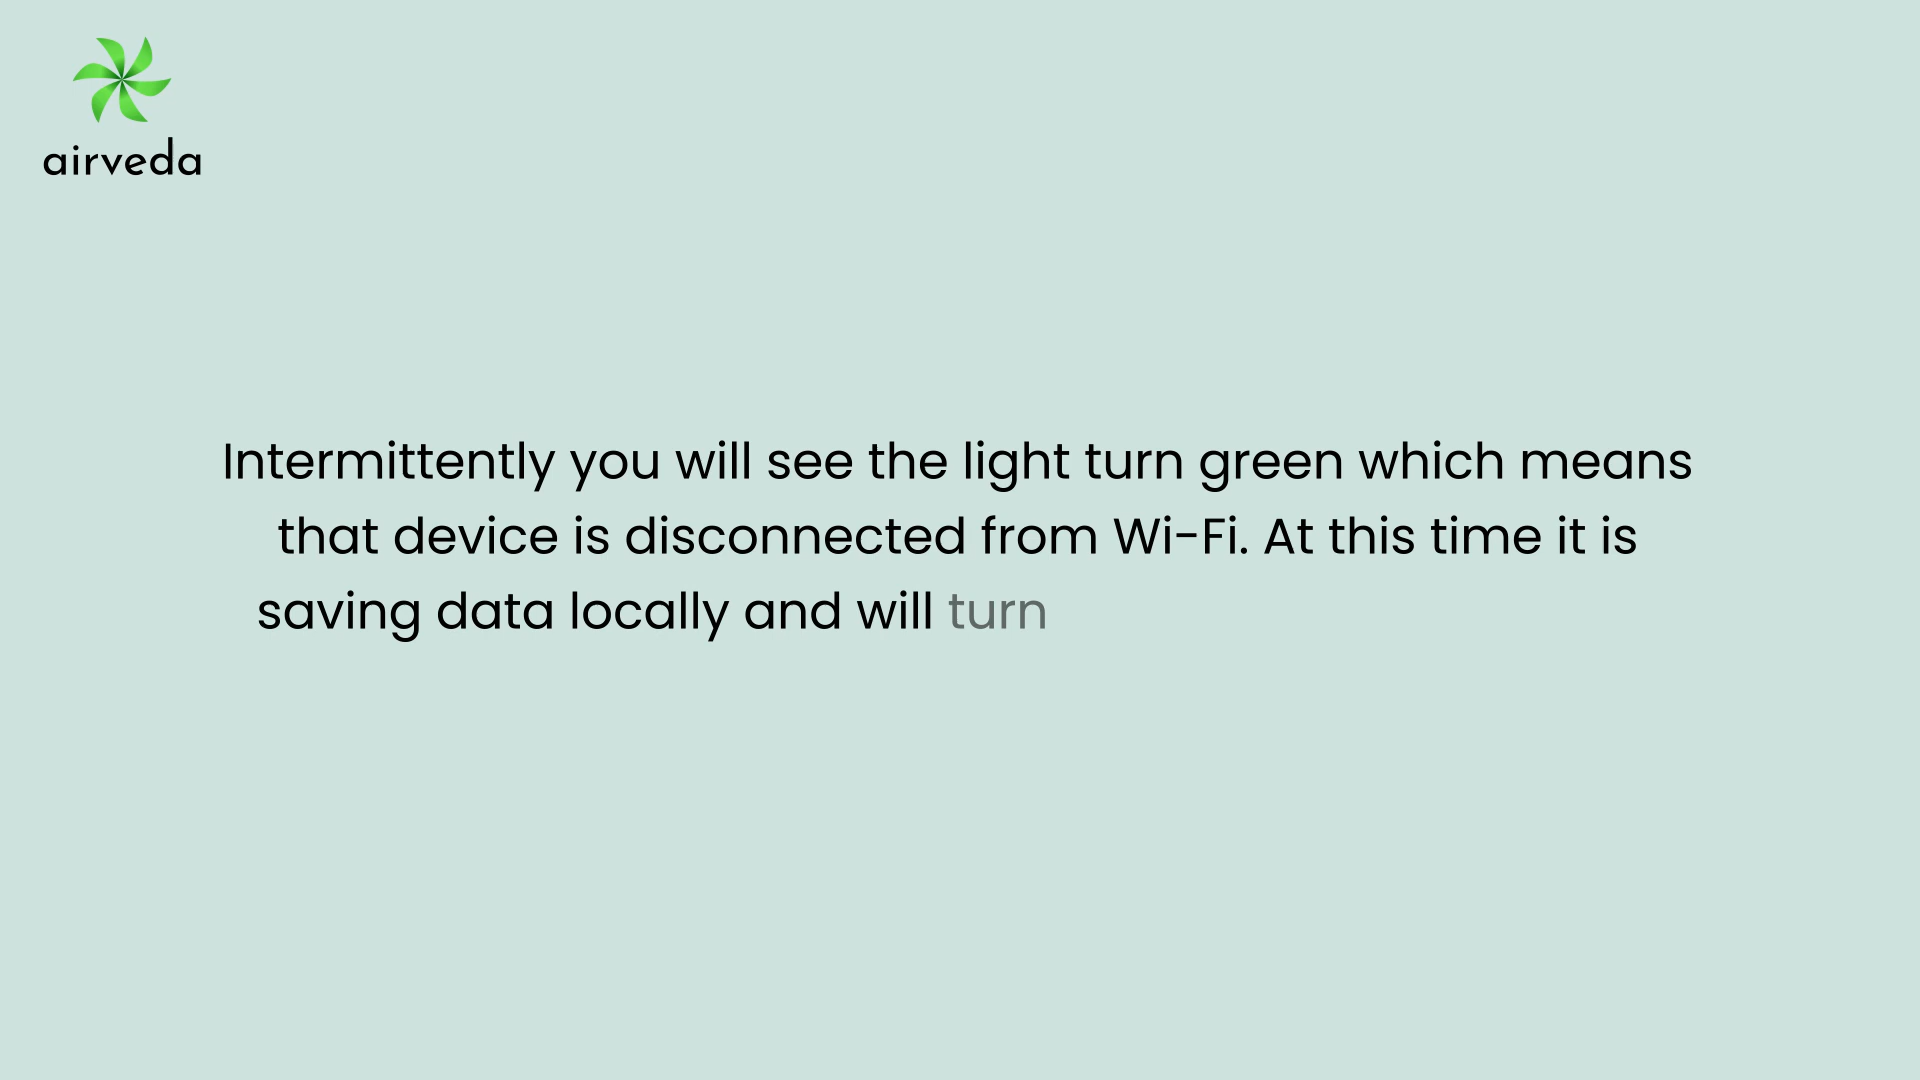 airveda
Intermittently you will see the light turn green which means
that device is disconnected from Wi-Fi. At this time it is
saving data locally and will turn